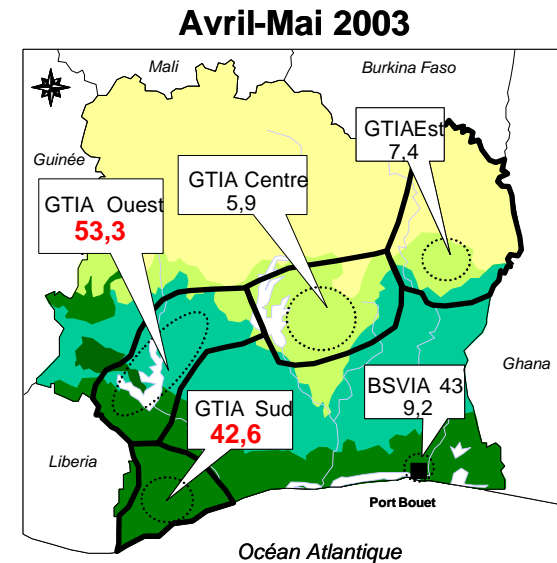 Avril-Mai 2003
Mali
Burkina Faso
GTIAEst
7,4
Guinée
GTIA Centre
5,9
GTIA Ouest
53,3
Ghana
GTIA Sud
42,6
BSVIA 43
9,2
Liberia
Port Bouet
Océan Atlantique